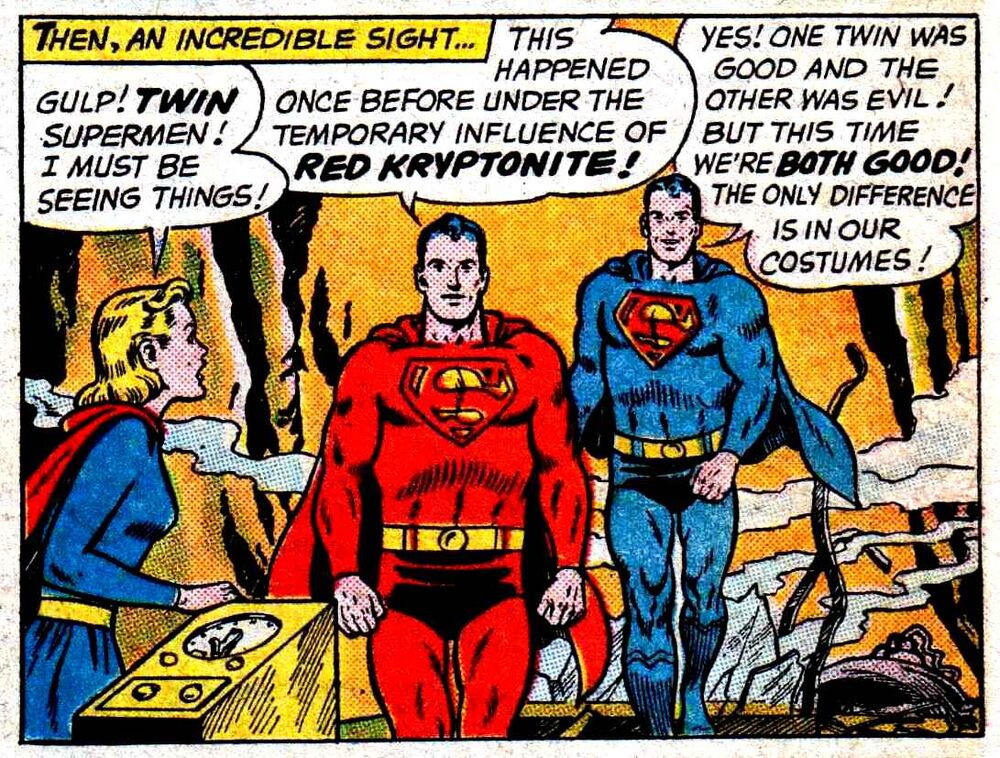 THEN, AN INCREDIBLE SIGHT...
GULP! TWIN
SUPERMEN!
I MUST BE
SEEING THINGS!
THIS
HAPPENED
ONCE BEFORE UNDER THE
TEMPORARY INFLUENCE OF
RED KRYPTONITE!
YES! ONE TWIN WAS
GOOD AND THE
OTHER WAS EVIL!
BUT THIS TIME
WE'RE BOTH GOOD!
THE ONLY DIFFERENCE
IS IN OUR
COSTUMES!
S
S